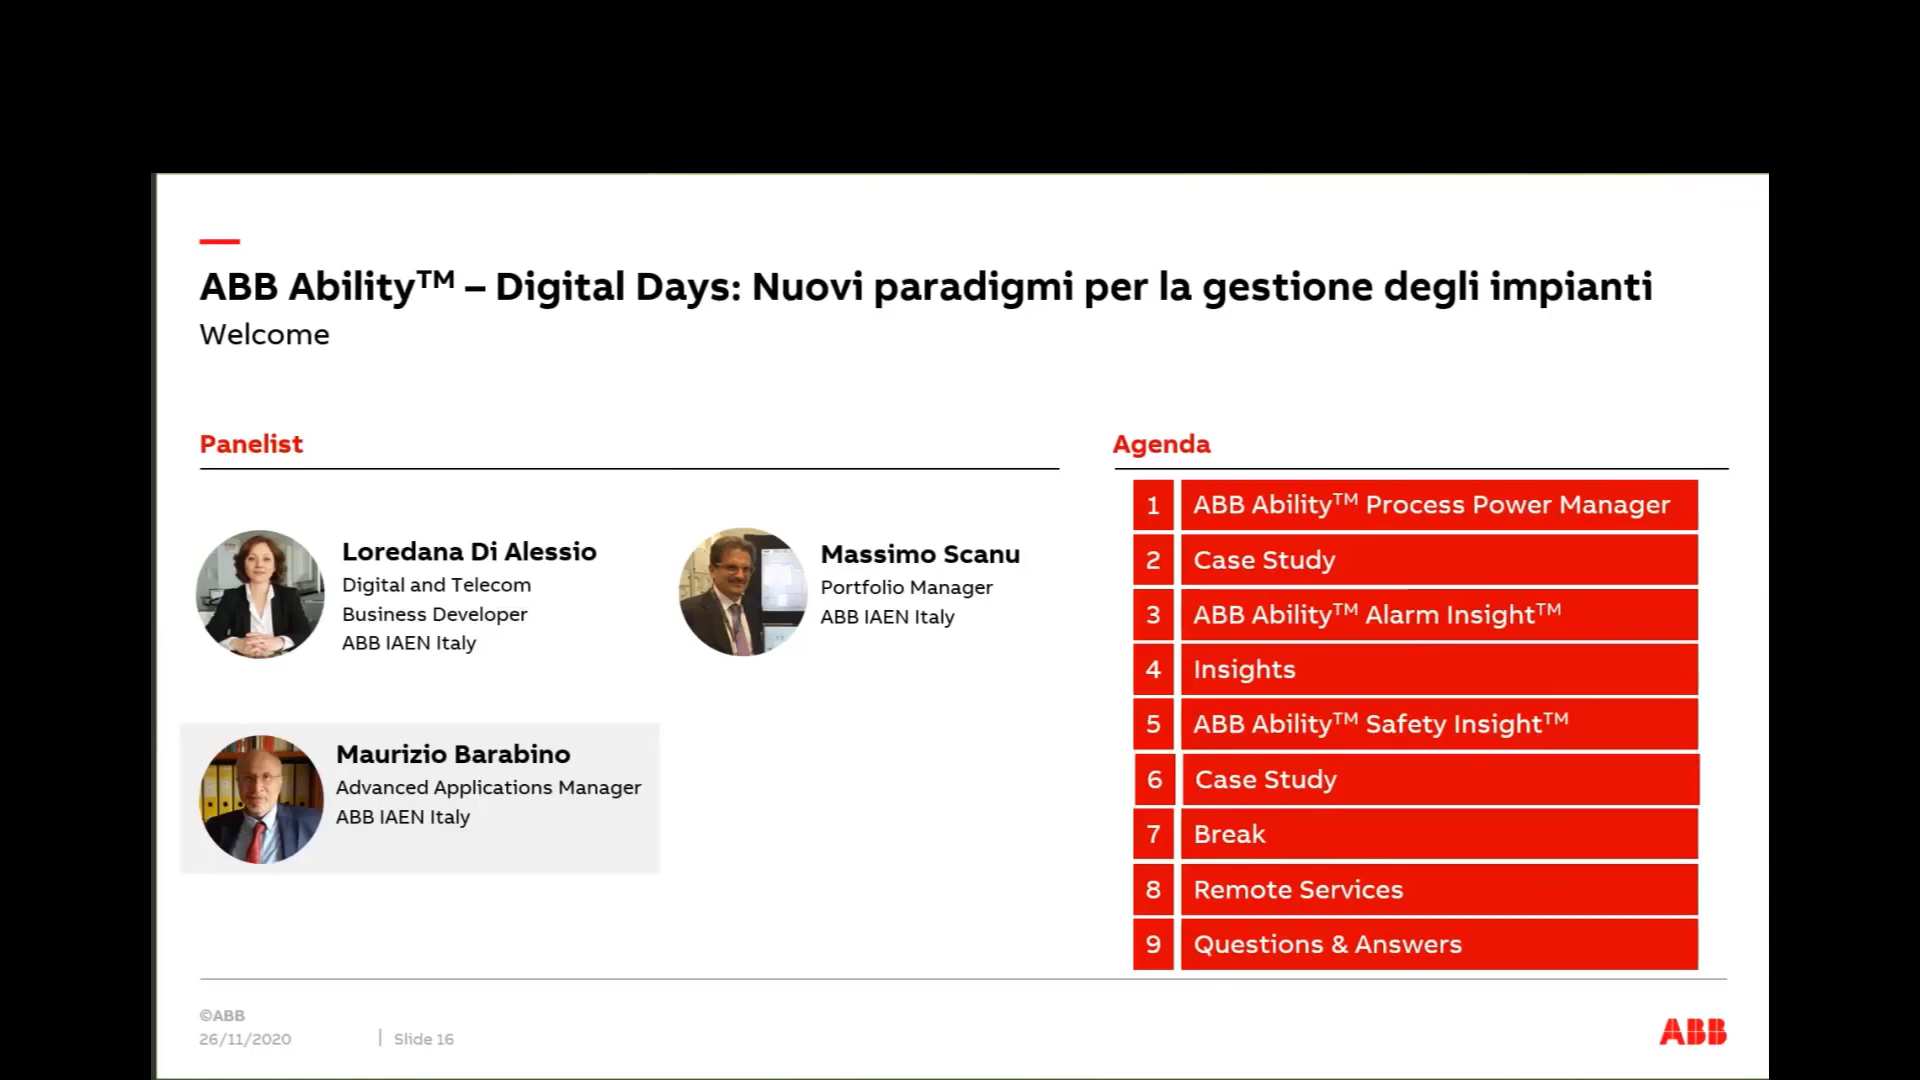 ABB Ability™ – Digital Days: Nuovi paradigmi per la gestione degli impianti
Welcome
Panelist
Loredana Di Alessio
Digital and Telecom
Business Developer
ABB IAEN Italy
Massimo Scanu
Portfolio Manager
ABB IAEN Italy
Maurizio Barabino
Advanced Applications Manager
ABB IAEN Italy
Agenda
1 ABB Ability™ Process Power Manager
2 Case Study
3 ABB Ability™ Alarm Insight™
4 Insights
5 ABB Ability™ Safety Insight™
6 Case Study
7 Break
8 Remote Services
9 Questions & Answers
©ABB
26/11/2020 | Slide 16
ABB